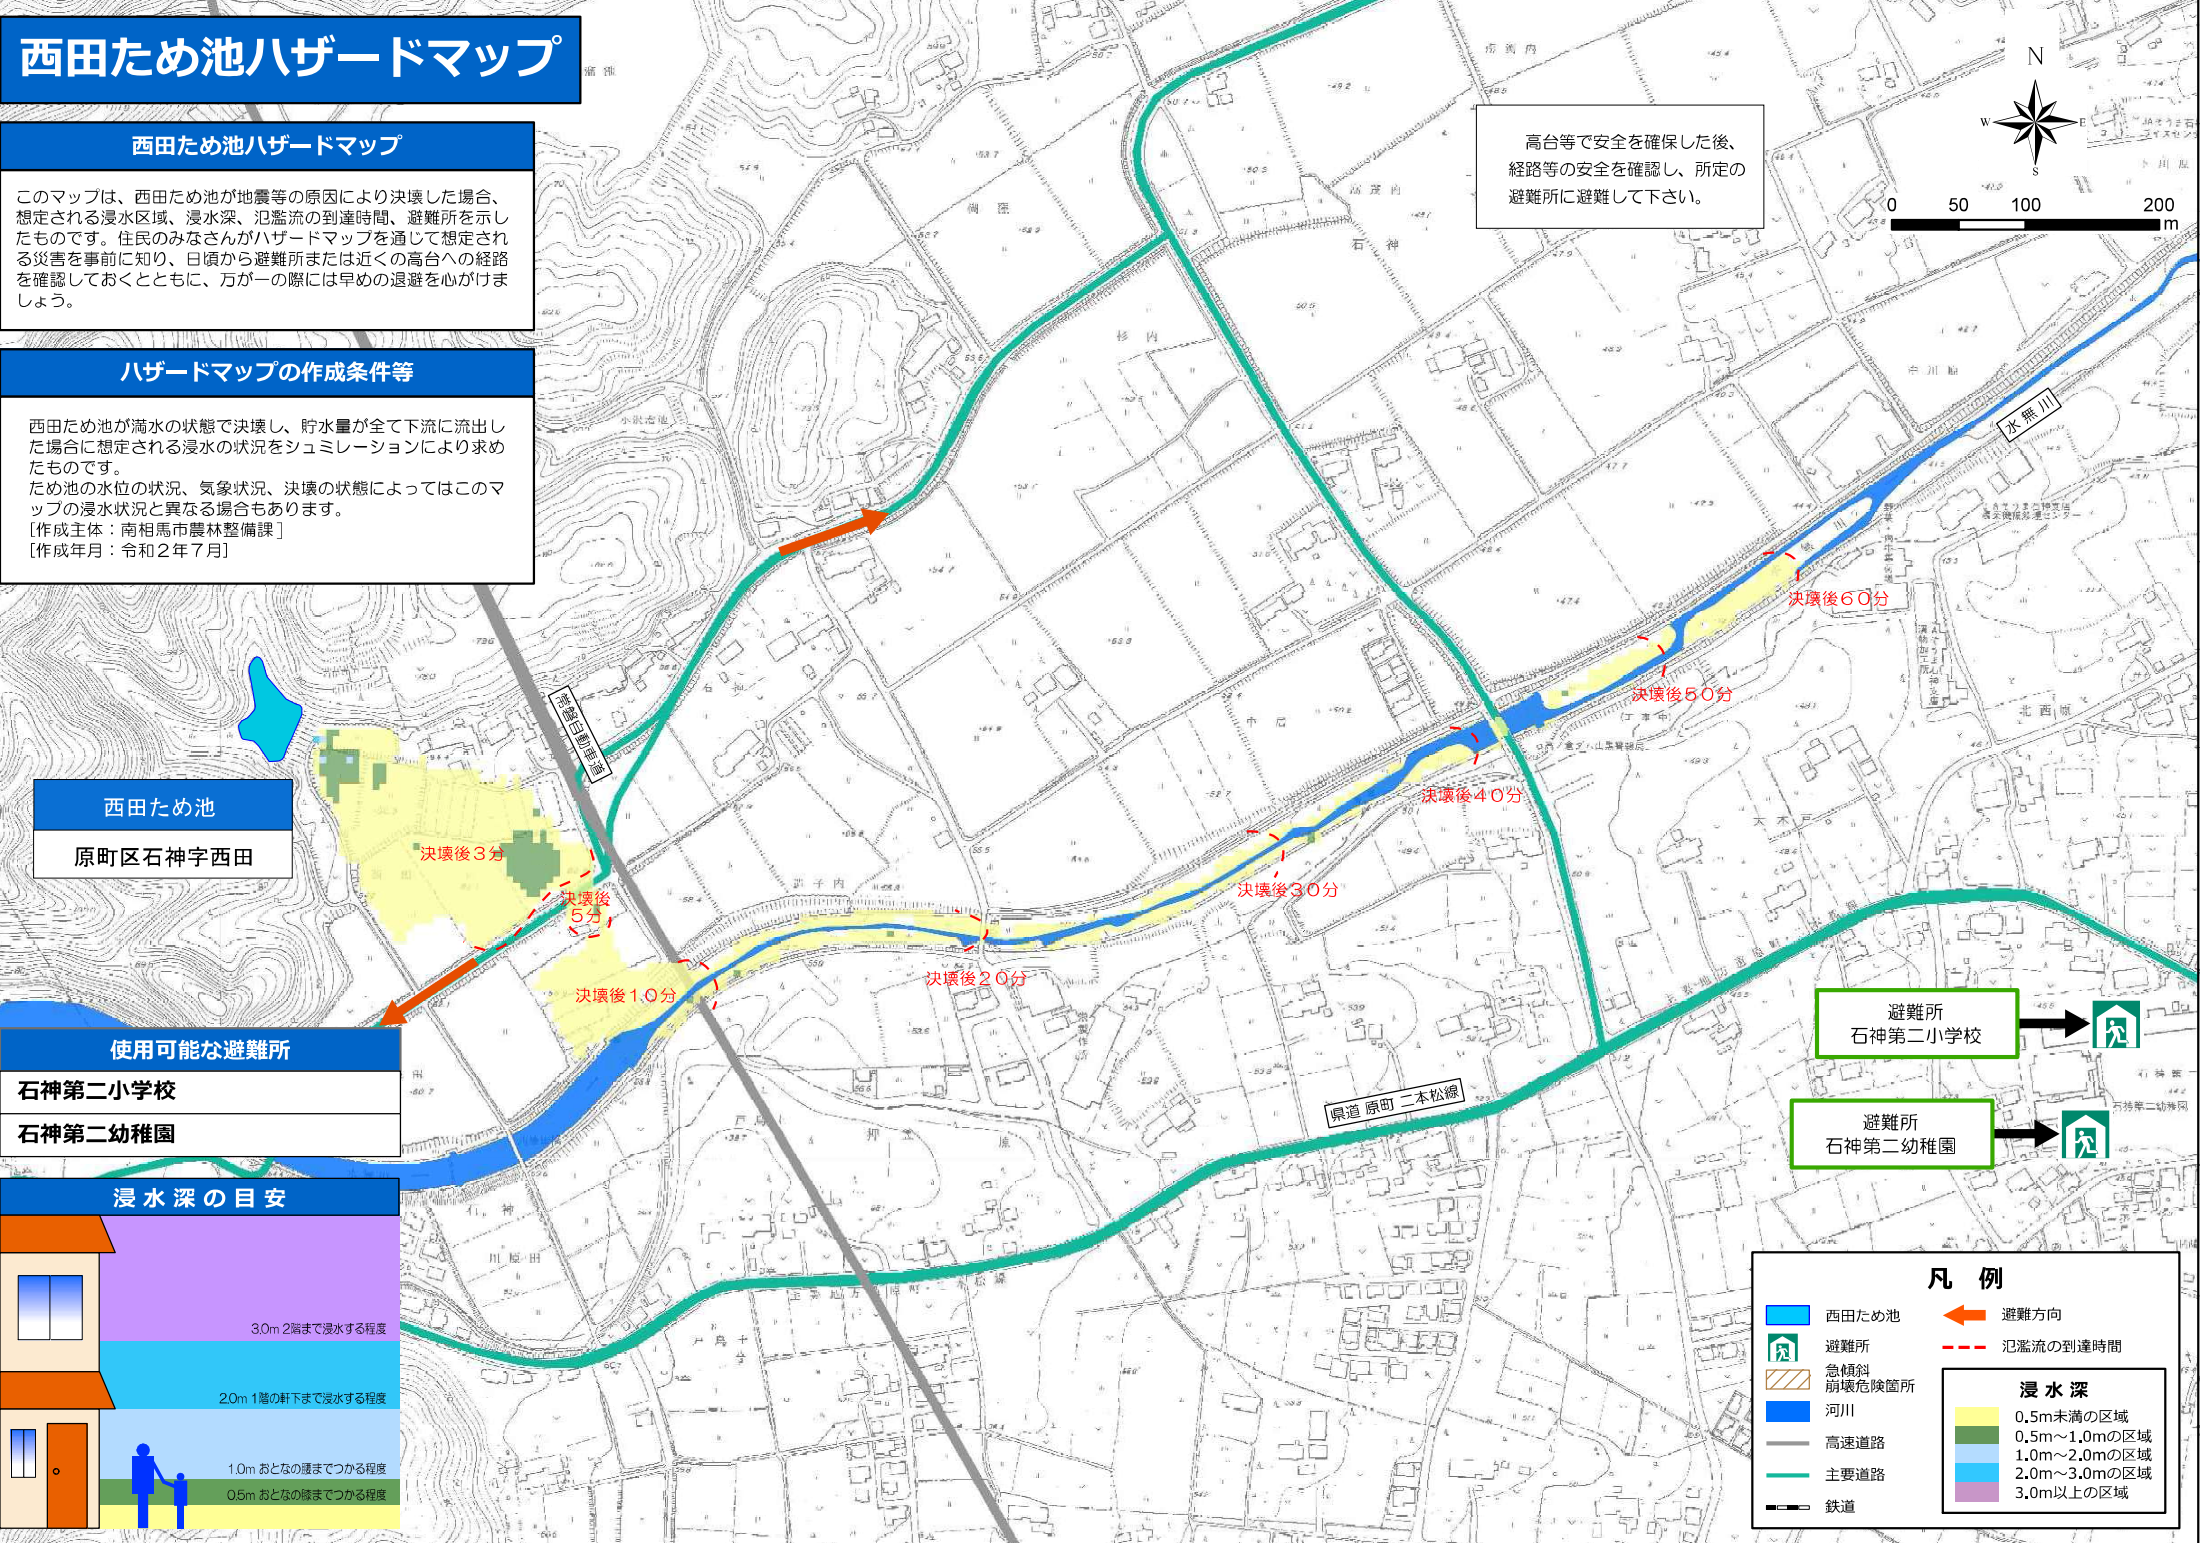 西田ため池ハザードマップ
西田ため池ハザードマップ
このマップは、西田ため池が地震等の原因により決壊した場合、
想定される浸水区域、浸水深、氾濫流の到達時間、避難所を示し
たものです。住民のみなさんがハザードマップを通じて想定され
る災害を事前に知り、日頃から避難所または近くの高台への経路
を確認しておくとともに、万が一の際には早めの退避を心がけま
しょう。
ハザードマップの作成条件等
西田ため池が満水の状態で決壊し、貯水量が全て下流に流出し
た場合に想定される浸水の状況をシュミレーションにより求め
たものです。
ため池の水位の状況、気象状況、決壊の状態によってはこのマ
ップの浸水状況と異なる場合もあります。
[作成主体：南相馬市農林整備課]
[作成年月：令和2年7月]
高台等で安全を確保した後、
経路等の安全を確認し、所定の
避難所に避難して下さい。
N
W
E
S
0 50 100 200
m
水無川
常磐自動車道
石神
杉内
中川原
北西原
大木戸
川原田
決壊後60分
決壊後50分
決壊後40分
決壊後30分
決壊後20分
決壊後10分
決壊後
5分
決壊後3分
西田ため池
原町区石神字西田
使用可能な避難所
石神第二小学校
石神第二幼稚園
県道 原町 二本松線
避難所
石神第二小学校
避難所
石神第二幼稚園
石神第二幼稚園
浸水深の目安
3.0m 2階まで浸水する程度
2.0m 1階の軒下まで浸水する程度
1.0m おとなの腰までつかる程度
0.5m おとなの膝までつかる程度
凡 例
西田ため池
避難方向
避難所
氾濫流の到達時間
急傾斜
崩壊危険箇所
河川
高速道路
主要道路
鉄道
浸水深
0.5m未満の区域
0.5m～1.0mの区域
1.0m～2.0mの区域
2.0m～3.0mの区域
3.0m以上の区域